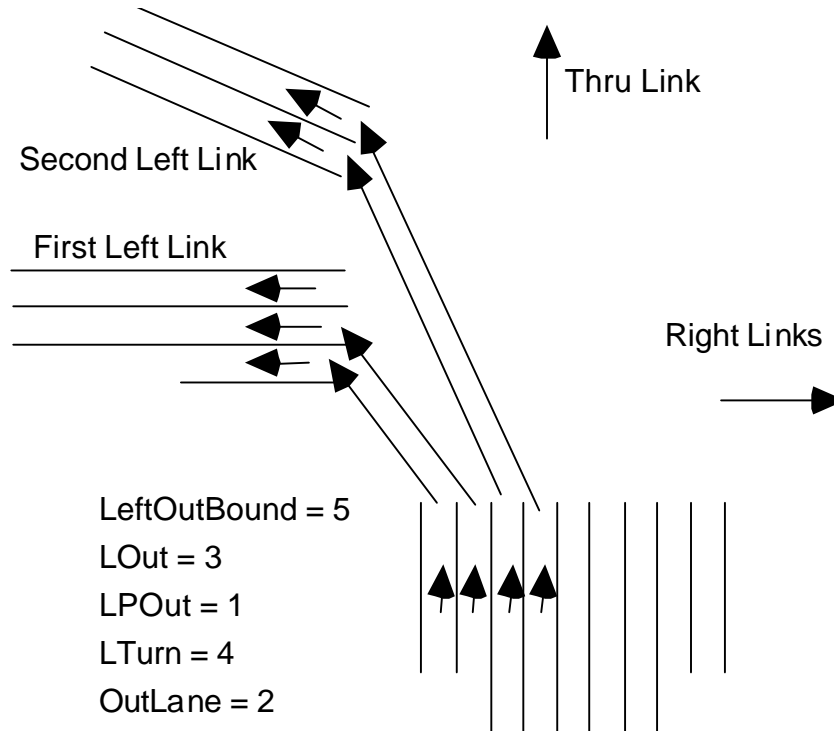 Thru Link
Second Left Link
First Left Link
Right Links
LeftOutBound = 5
LOut = 3
LPOut = 1
LTurn = 4
OutLane = 2